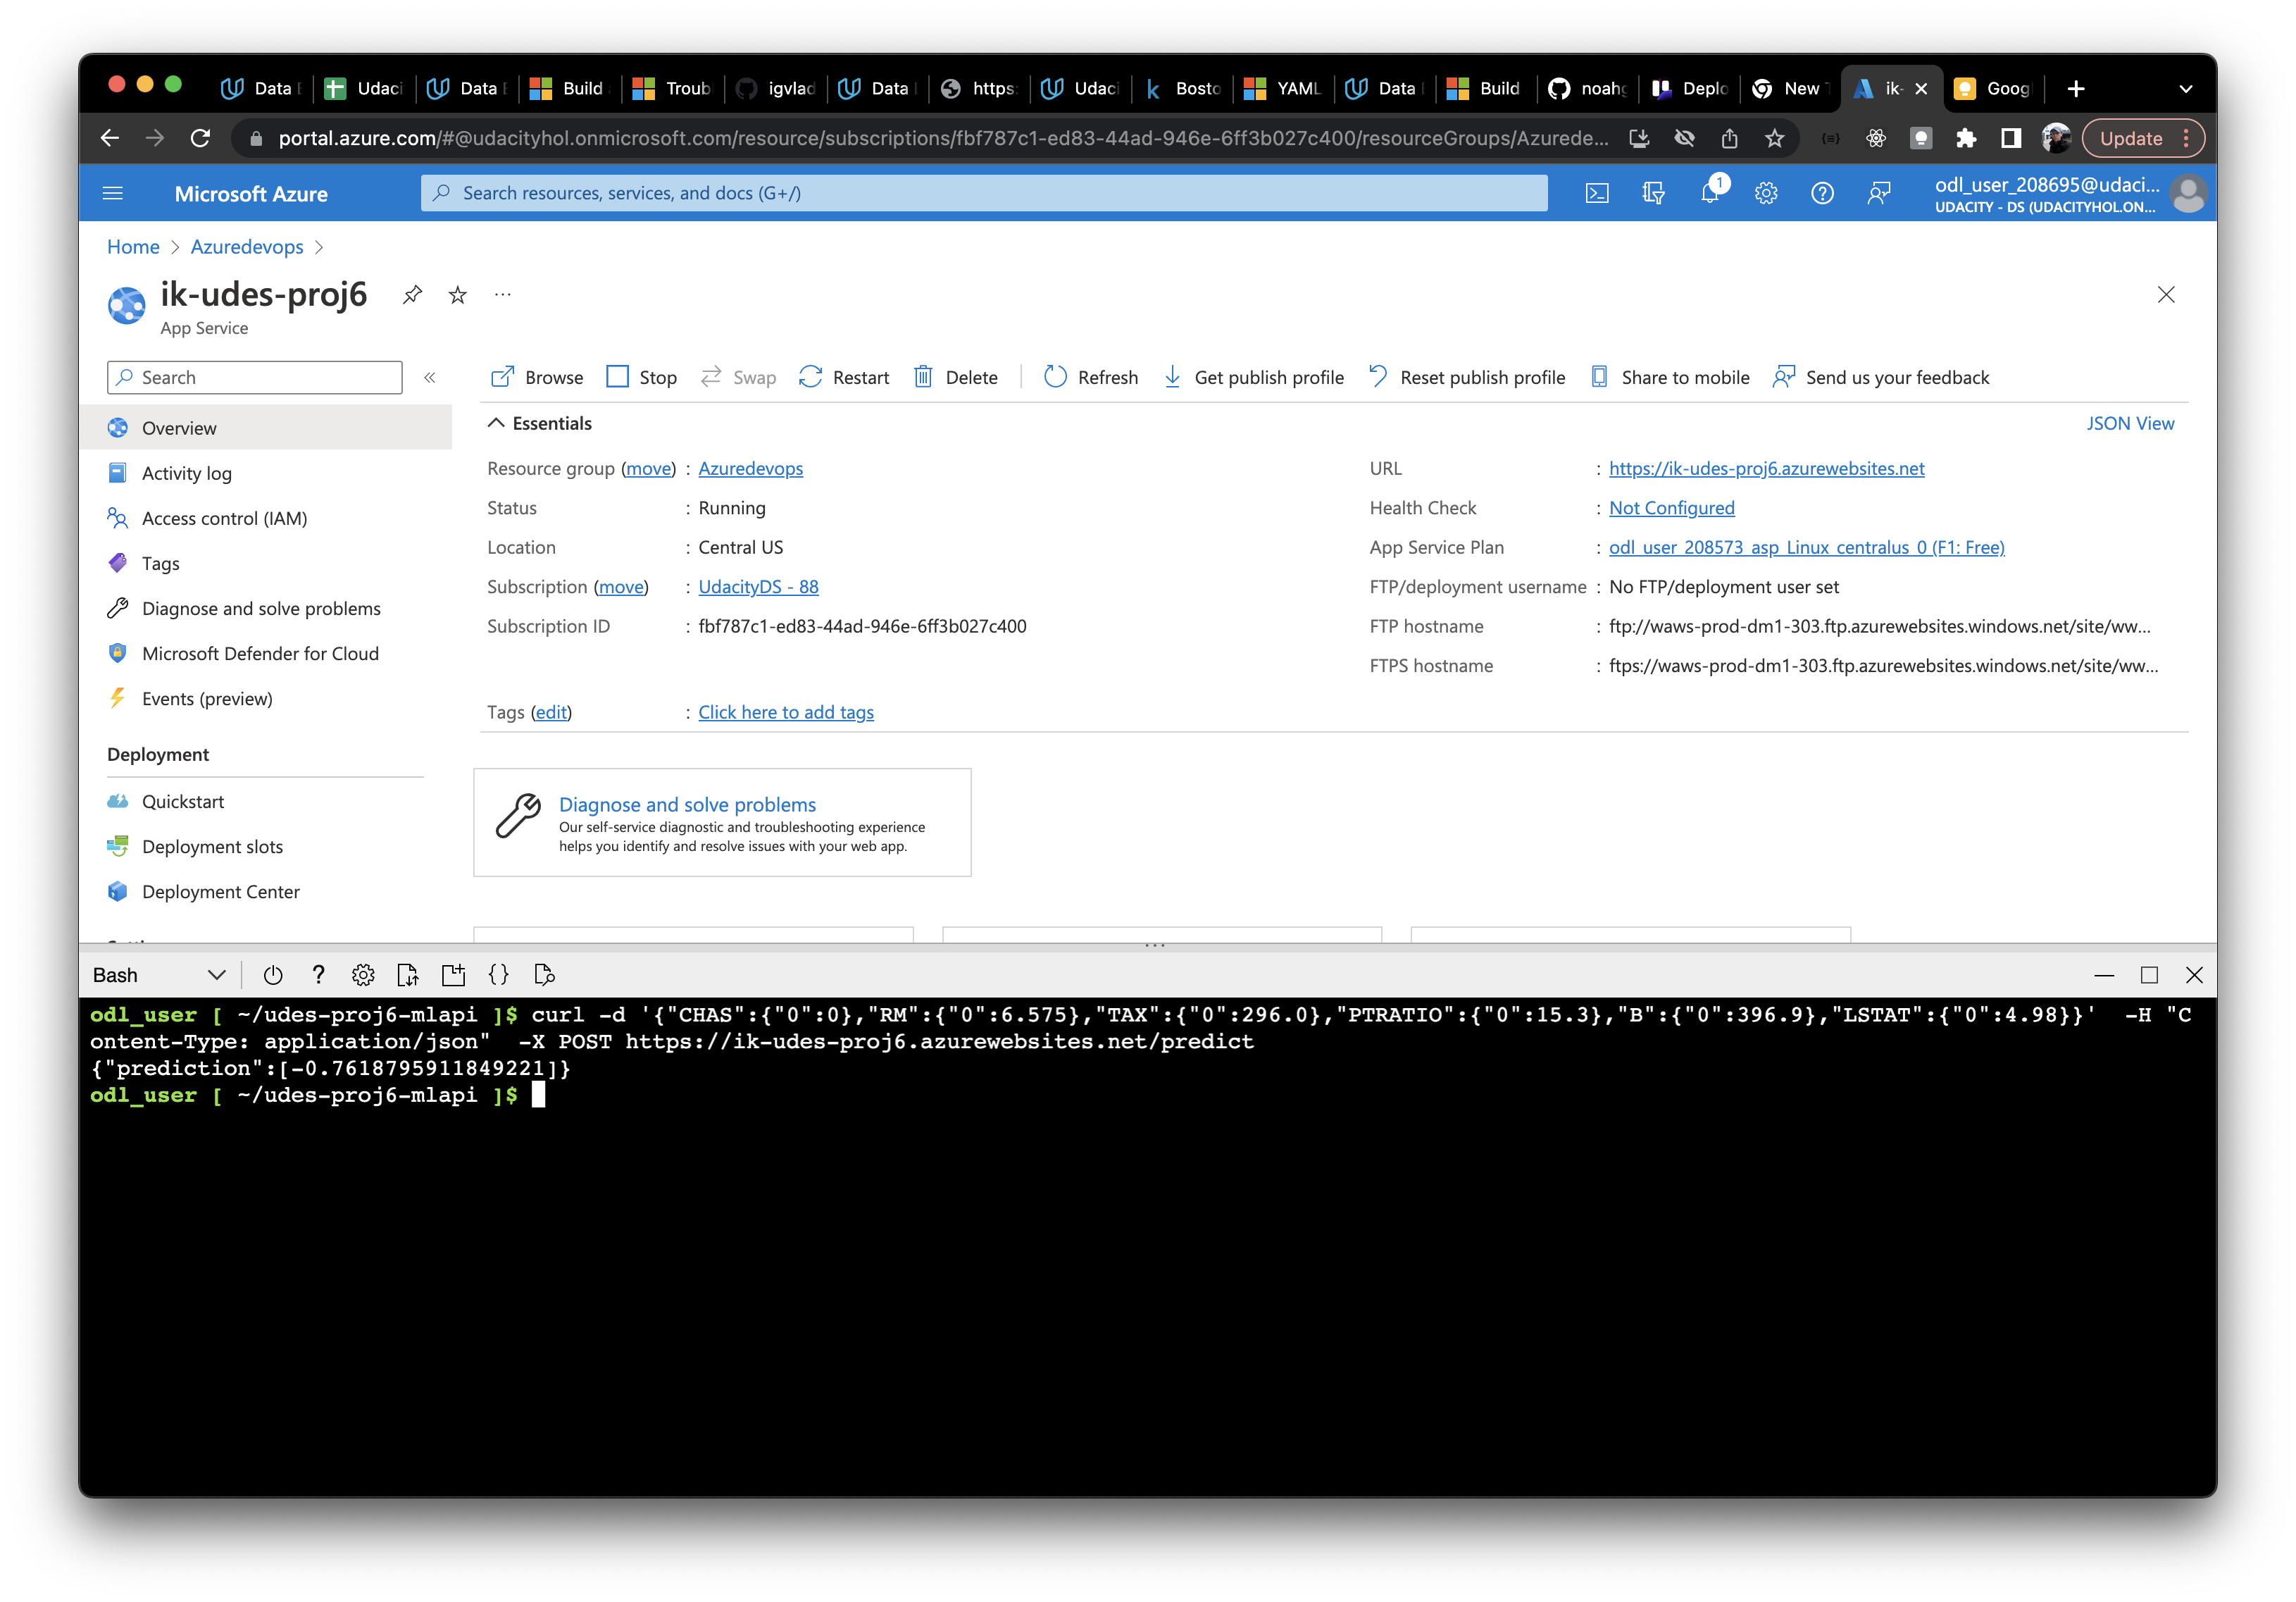 Data
Udaci
Data
Build
Troub
igvlad
Data
https:
Udaci
Bosto
YAML
Data
Build
noahg
Deplo
New T
ik-
Googl
portal.azure.com/#@udacityhol.onmicrosoft.com/resource/subscriptions/fbf787c1-ed83-44ad-946e-6ff3b027c400/resourceGroups/Azurede...
Update
Microsoft Azure
Search resources, services, and docs (G+/)
1
odl_user_208695@udaci...
UDACITY - DS (UDACITYHOL.ON...
Home > Azuredevops >
ik-udes-proj6
App Service
Search
Browse Stop Swap Restart Delete Refresh Get publish profile Reset publish profile Share to mobile Send us your feedback
Overview
Activity log
Access control (IAM)
Tags
Diagnose and solve problems
Microsoft Defender for Cloud
Events (preview)
Deployment
Quickstart
Deployment slots
Deployment Center
Essentials
JSON View
Resource group (move) : Azuredevops
Status : Running
Location : Central US
Subscription (move) : UdacityDS - 88
Subscription ID : fbf787c1-ed83-44ad-946e-6ff3b027c400
URL : https://ik-udes-proj6.azurewebsites.net
Health Check : Not Configured
App Service Plan : odl_user_208573_asp_Linux_centralus_0 (F1: Free)
FTP/deployment username : No FTP/deployment user set
FTP hostname : ftp://waws-prod-dm1-303.ftp.azurewebsites.windows.net/site/ww...
FTPS hostname : ftps://waws-prod-dm1-303.ftp.azurewebsites.windows.net/site/ww...
Tags (edit) : Click here to add tags
Diagnose and solve problems
Our self-service diagnostic and troubleshooting experience
helps you identify and resolve issues with your web app.
Bash
odl_user [ ~/udes-proj6-mlapi ]$ curl -d '{"CHAS":{"0":0},"RM":{"0":6.575},"TAX":{"0":296.0},"PTRATIO":{"0":15.3},"B":{"0":396.9},"LSTAT":{"0":4.98}}'  -H "C
ontent-Type: application/json"  -X POST https://ik-udes-proj6.azurewebsites.net/predict
{"prediction":[-0.7618795911849221]}
odl_user [ ~/udes-proj6-mlapi ]$